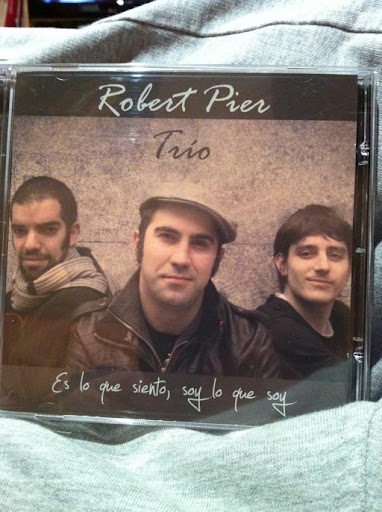 Robert Pier
Trío
Es lo que siento, soy lo que soy